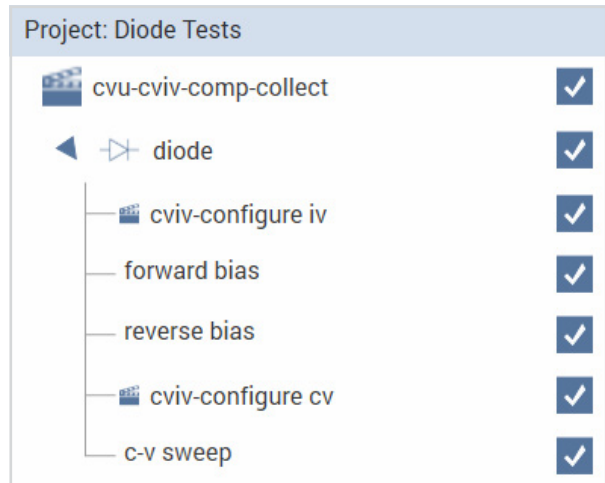 Project: Diode Tests
cvu-cviv-comp-collect
diode
cviv-configure iv
forward bias
reverse bias
cviv-configure cv
c-v sweep